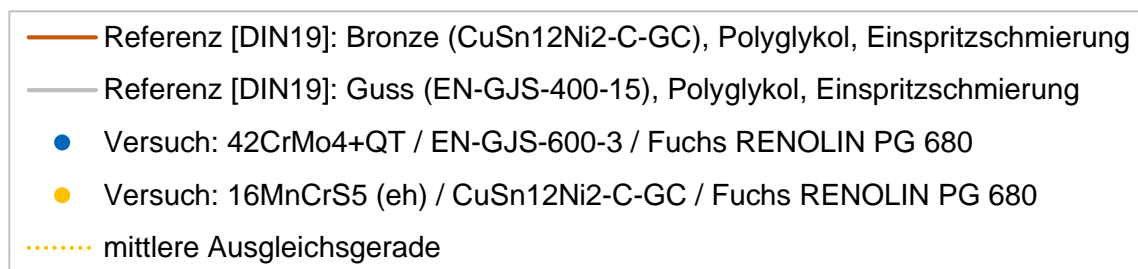 Referenz [DIN19]: Bronze (CuSn12Ni2-C-GC), Polyglykol, Einspritzschmierung
Referenz [DIN19]: Guss (EN-GJS-400-15), Polyglykol, Einspritzschmierung
Versuch: 42CrMo4+QT / EN-GJS-600-3 / Fuchs RENOLIN PG 680
Versuch: 16MnCrS5 (eh) / CuSn12Ni2-C-GC / Fuchs RENOLIN PG 680
mittlere Ausgleichsgerade